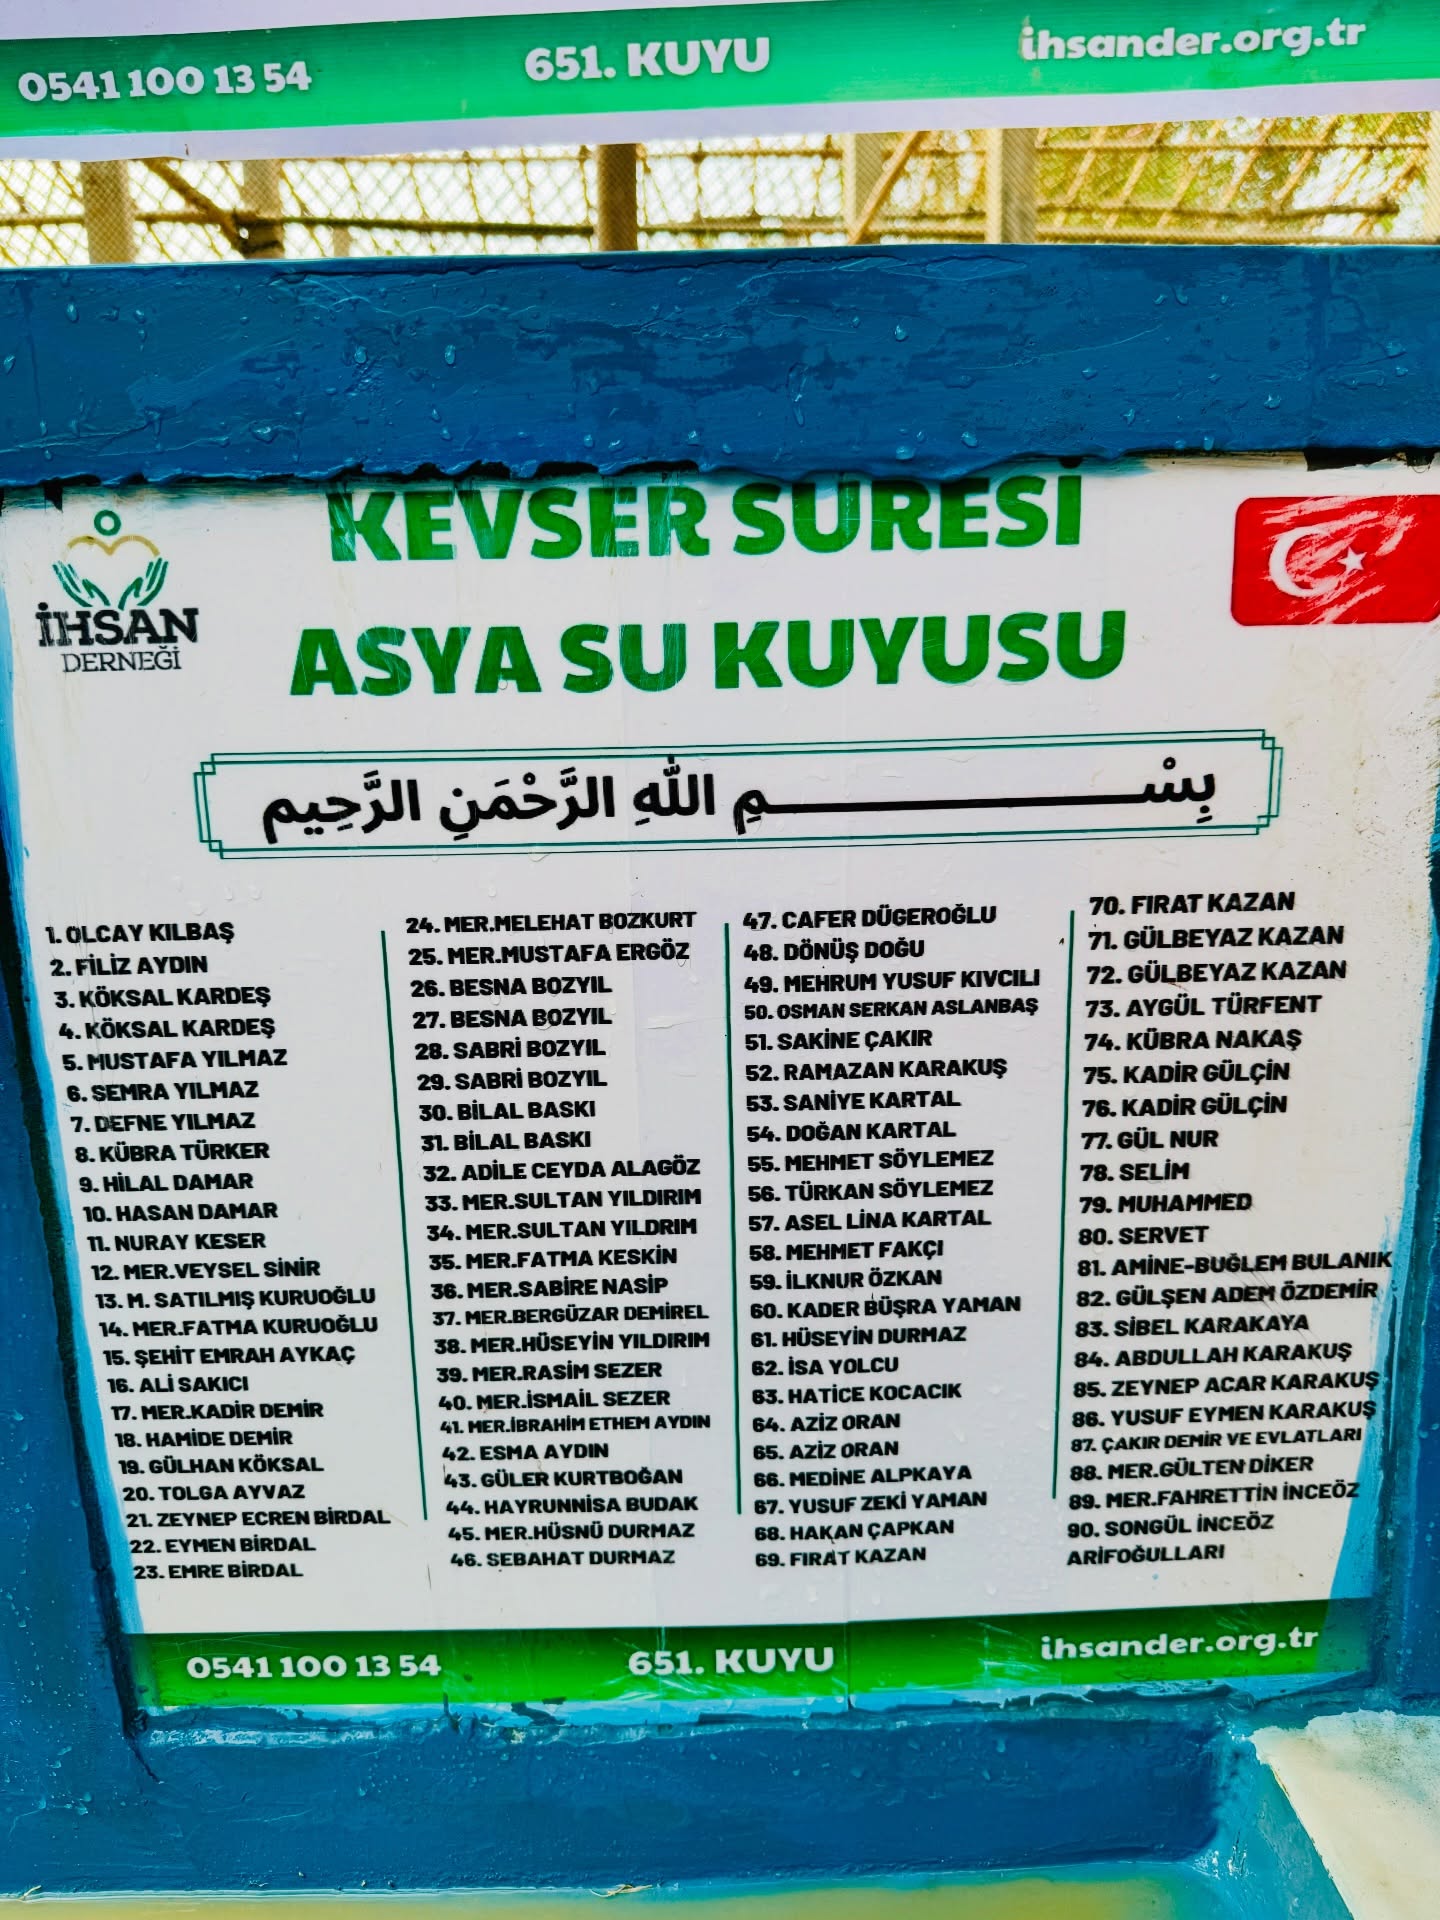 0541 100 13 54
651. KUYU
ihsander.org.tr
KEVSER SURESİ
İHSAN
DERNEĞİ
ASYA SU KUYUSU
بِسْـــــــــمِ اللهِ الرَّحْمَنِ الرَّحِيم
1. OLCAY KILBAŞ
2. FİLİZ AYDIN
3. KÖKSAL KARDEŞ
4. KÖKSAL KARDEŞ
5. MUSTAFA YILMAZ
6. SEMRA YILMAZ
7. DEFNE YILMAZ
8. KÜBRA TÜRKER
9. HİLAL DAMAR
10. HASAN DAMAR
11. NURAY KESER
12. MER.VEYSEL SİNİR
13. M. SATILMIŞ KURUOĞLU
14. MER.FATMA KURUOĞLU
15. ŞEHİT EMRAH AYKAÇ
16. ALİ SAKICI
17. MER.KADİR DEMİR
18. HAMİDE DEMİR
19. GÜLHAN KÖKSAL
20. TOLGA AYVAZ
21. ZEYNEP ECREN BİRDAL
22. EYMEN BİRDAL
23. EMRE BİRDAL
24. MER.MELEHAT BOZKURT
25. MER.MUSTAFA ERGÖZ
26. BESNA BOZYIL
27. BESNA BOZYIL
28. SABRİ BOZYIL
29. SABRİ BOZYIL
30. BİLAL BASKI
31. BİLAL BASKI
32. ADİLE CEYDA ALAGÖZ
33. MER.SULTAN YILDIRIM
34. MER.SULTAN YILDRIM
35. MER.FATMA KESKİN
36. MER.SABİRE NASİP
37. MER.BERGÜZAR DEMİREL
38. MER.HÜSEYİN YILDIRIM
39. MER.RASİM SEZER
40. MER.İSMAİL SEZER
41. MER.İBRAHİM ETHEM AYDIN
42. ESMA AYDIN
43. GÜLER KURTBOĞAN
44. HAYRUNNİSA BUDAK
45. MER.HÜSNÜ DURMAZ
46. SEBAHAT DURMAZ
47. CAFER DÜGEROĞLU
48. DÖNÜŞ DOĞU
49. MEHRUM YUSUF KIVCILI
50. OSMAN SERKAN ASLANBAŞ
51. SAKİNE ÇAKIR
52. RAMAZAN KARAKUŞ
53. SANİYE KARTAL
54. DOĞAN KARTAL
55. MEHMET SÖYLEMEZ
56. TÜRKAN SÖYLEMEZ
57. ASEL LİNA KARTAL
58. MEHMET FAKÇI
59. İLKNUR ÖZKAN
60. KADER BÜŞRA YAMAN
61. HÜSEYİN DURMAZ
62. İSA YOLCU
63. HATİCE KOCACIK
64. AZİZ ORAN
65. AZİZ ORAN
66. MEDİNE ALPKAYA
67. YUSUF ZEKİ YAMAN
68. HAKAN ÇAPKAN
69. FIRAT KAZAN
70. FIRAT KAZAN
71. GÜLBEYAZ KAZAN
72. GÜLBEYAZ KAZAN
73. AYGÜL TÜRFENT
74. KÜBRA NAKAŞ
75. KADİR GÜLÇİN
76. KADİR GÜLÇİN
77. GÜL NUR
78. SELİM
79. MUHAMMED
80. SERVET
81. AMİNE-BUĞLEM BULANIK
82. GÜLŞEN ADEM ÖZDEMİR
83. SİBEL KARAKAYA
84. ABDULLAH KARAKUŞ
85. ZEYNEP ACAR KARAKUŞ
86. YUSUF EYMEN KARAKUŞ
87. ÇAKIR DEMİR VE EVLATLARI
88. MER.GÜLTEN DİKER
89. MER.FAHRETTİN İNCEÖZ
90. SONGÜL İNCEÖZ
ARİFOĞULLARI
0541 100 13 54
651. KUYU
ihsander.org.tr